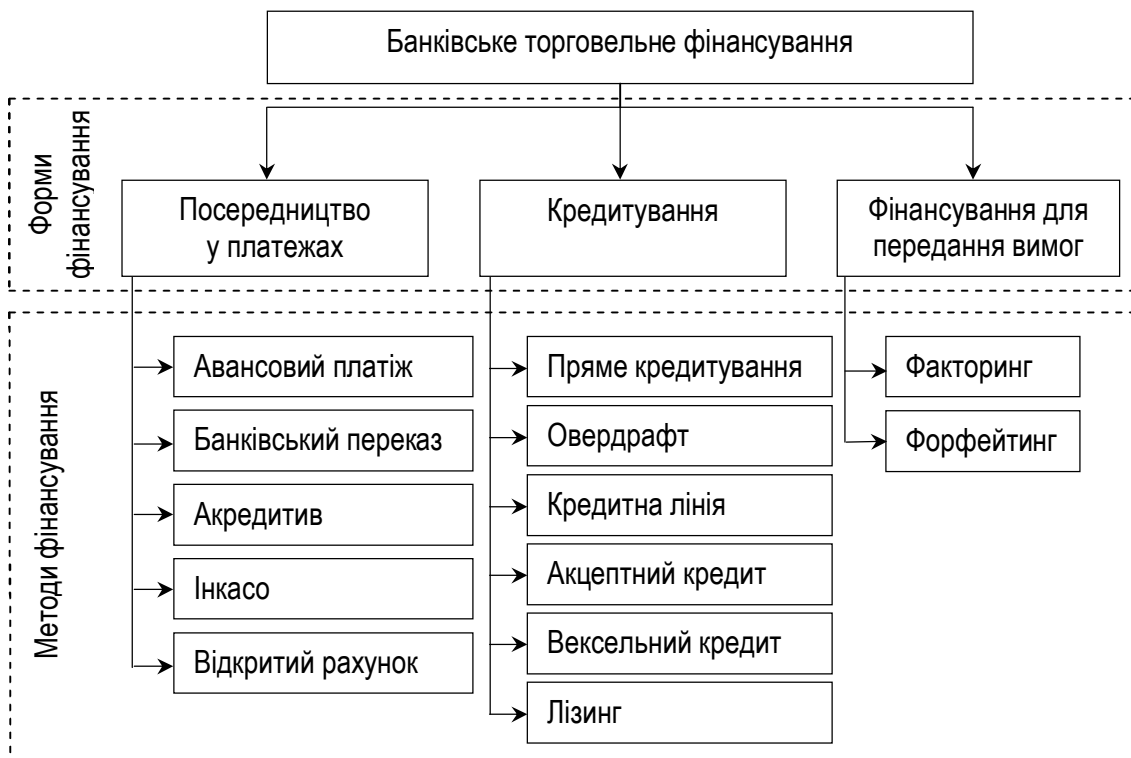 Банківське торговельне фінансування
Форми
фінансування
Посередництво
у платежах
Кредитування
Фінансування для
передання вимог
Методи фінансування
Авансовий платіж
Банківський переказ
Акредитив
Інкасо
Відкритий рахунок
Пряме кредитування
Овердрафт
Кредитна лінія
Акцептний кредит
Вексельний кредит
Лізинг
Факторинг
Форфейтинг